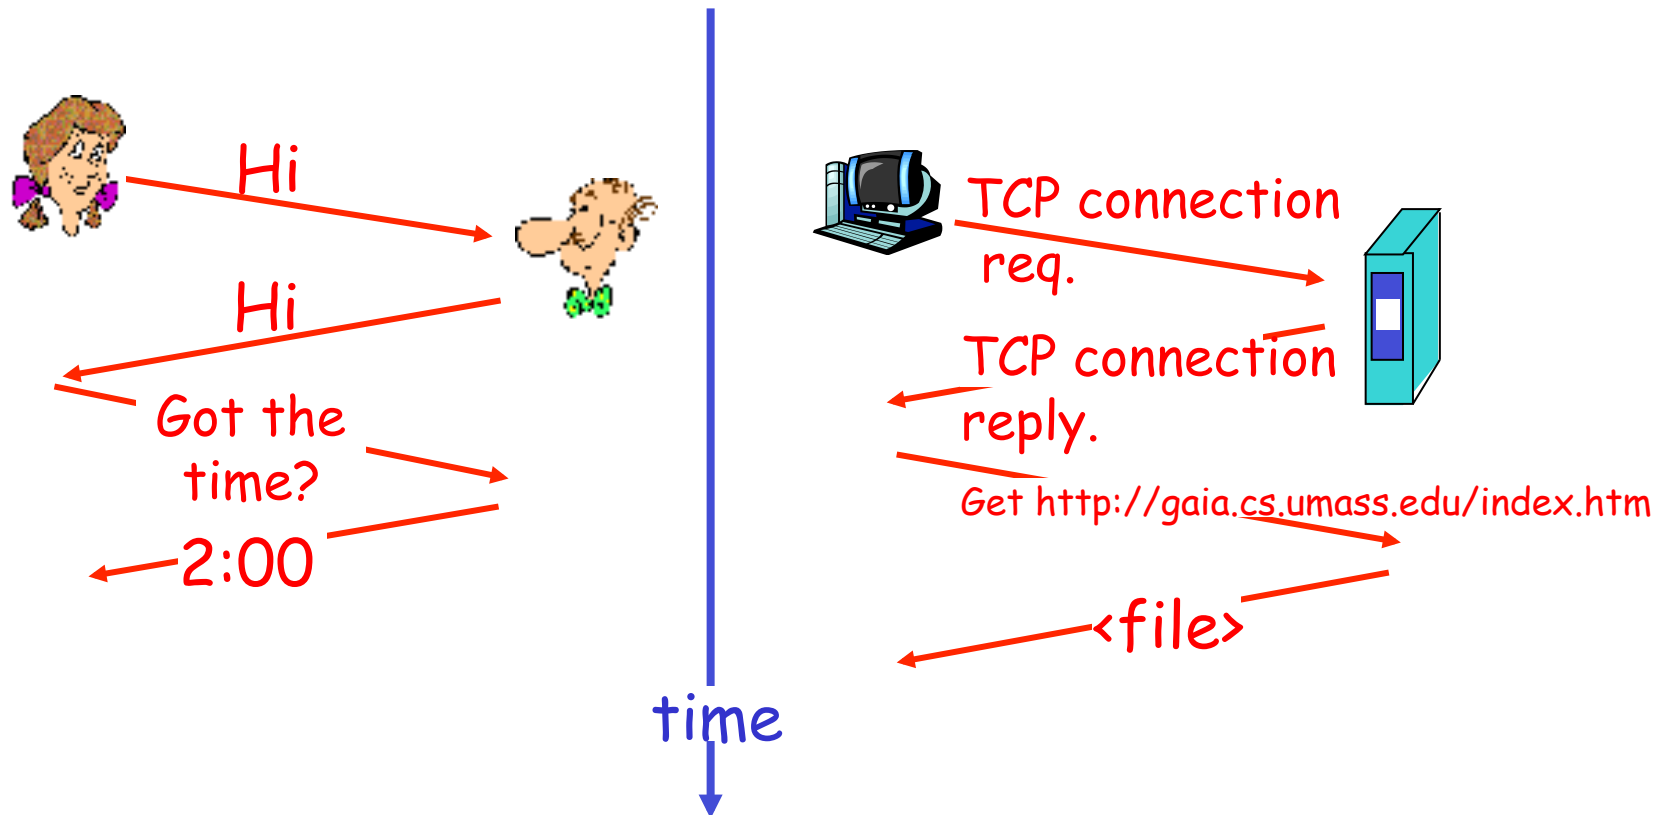 Hi
Hi
Got the
time?
2:00
time
TCP connection
req.
TCP connection
reply.
Get http://gaia.cs.umass.edu/index.htm
<file>